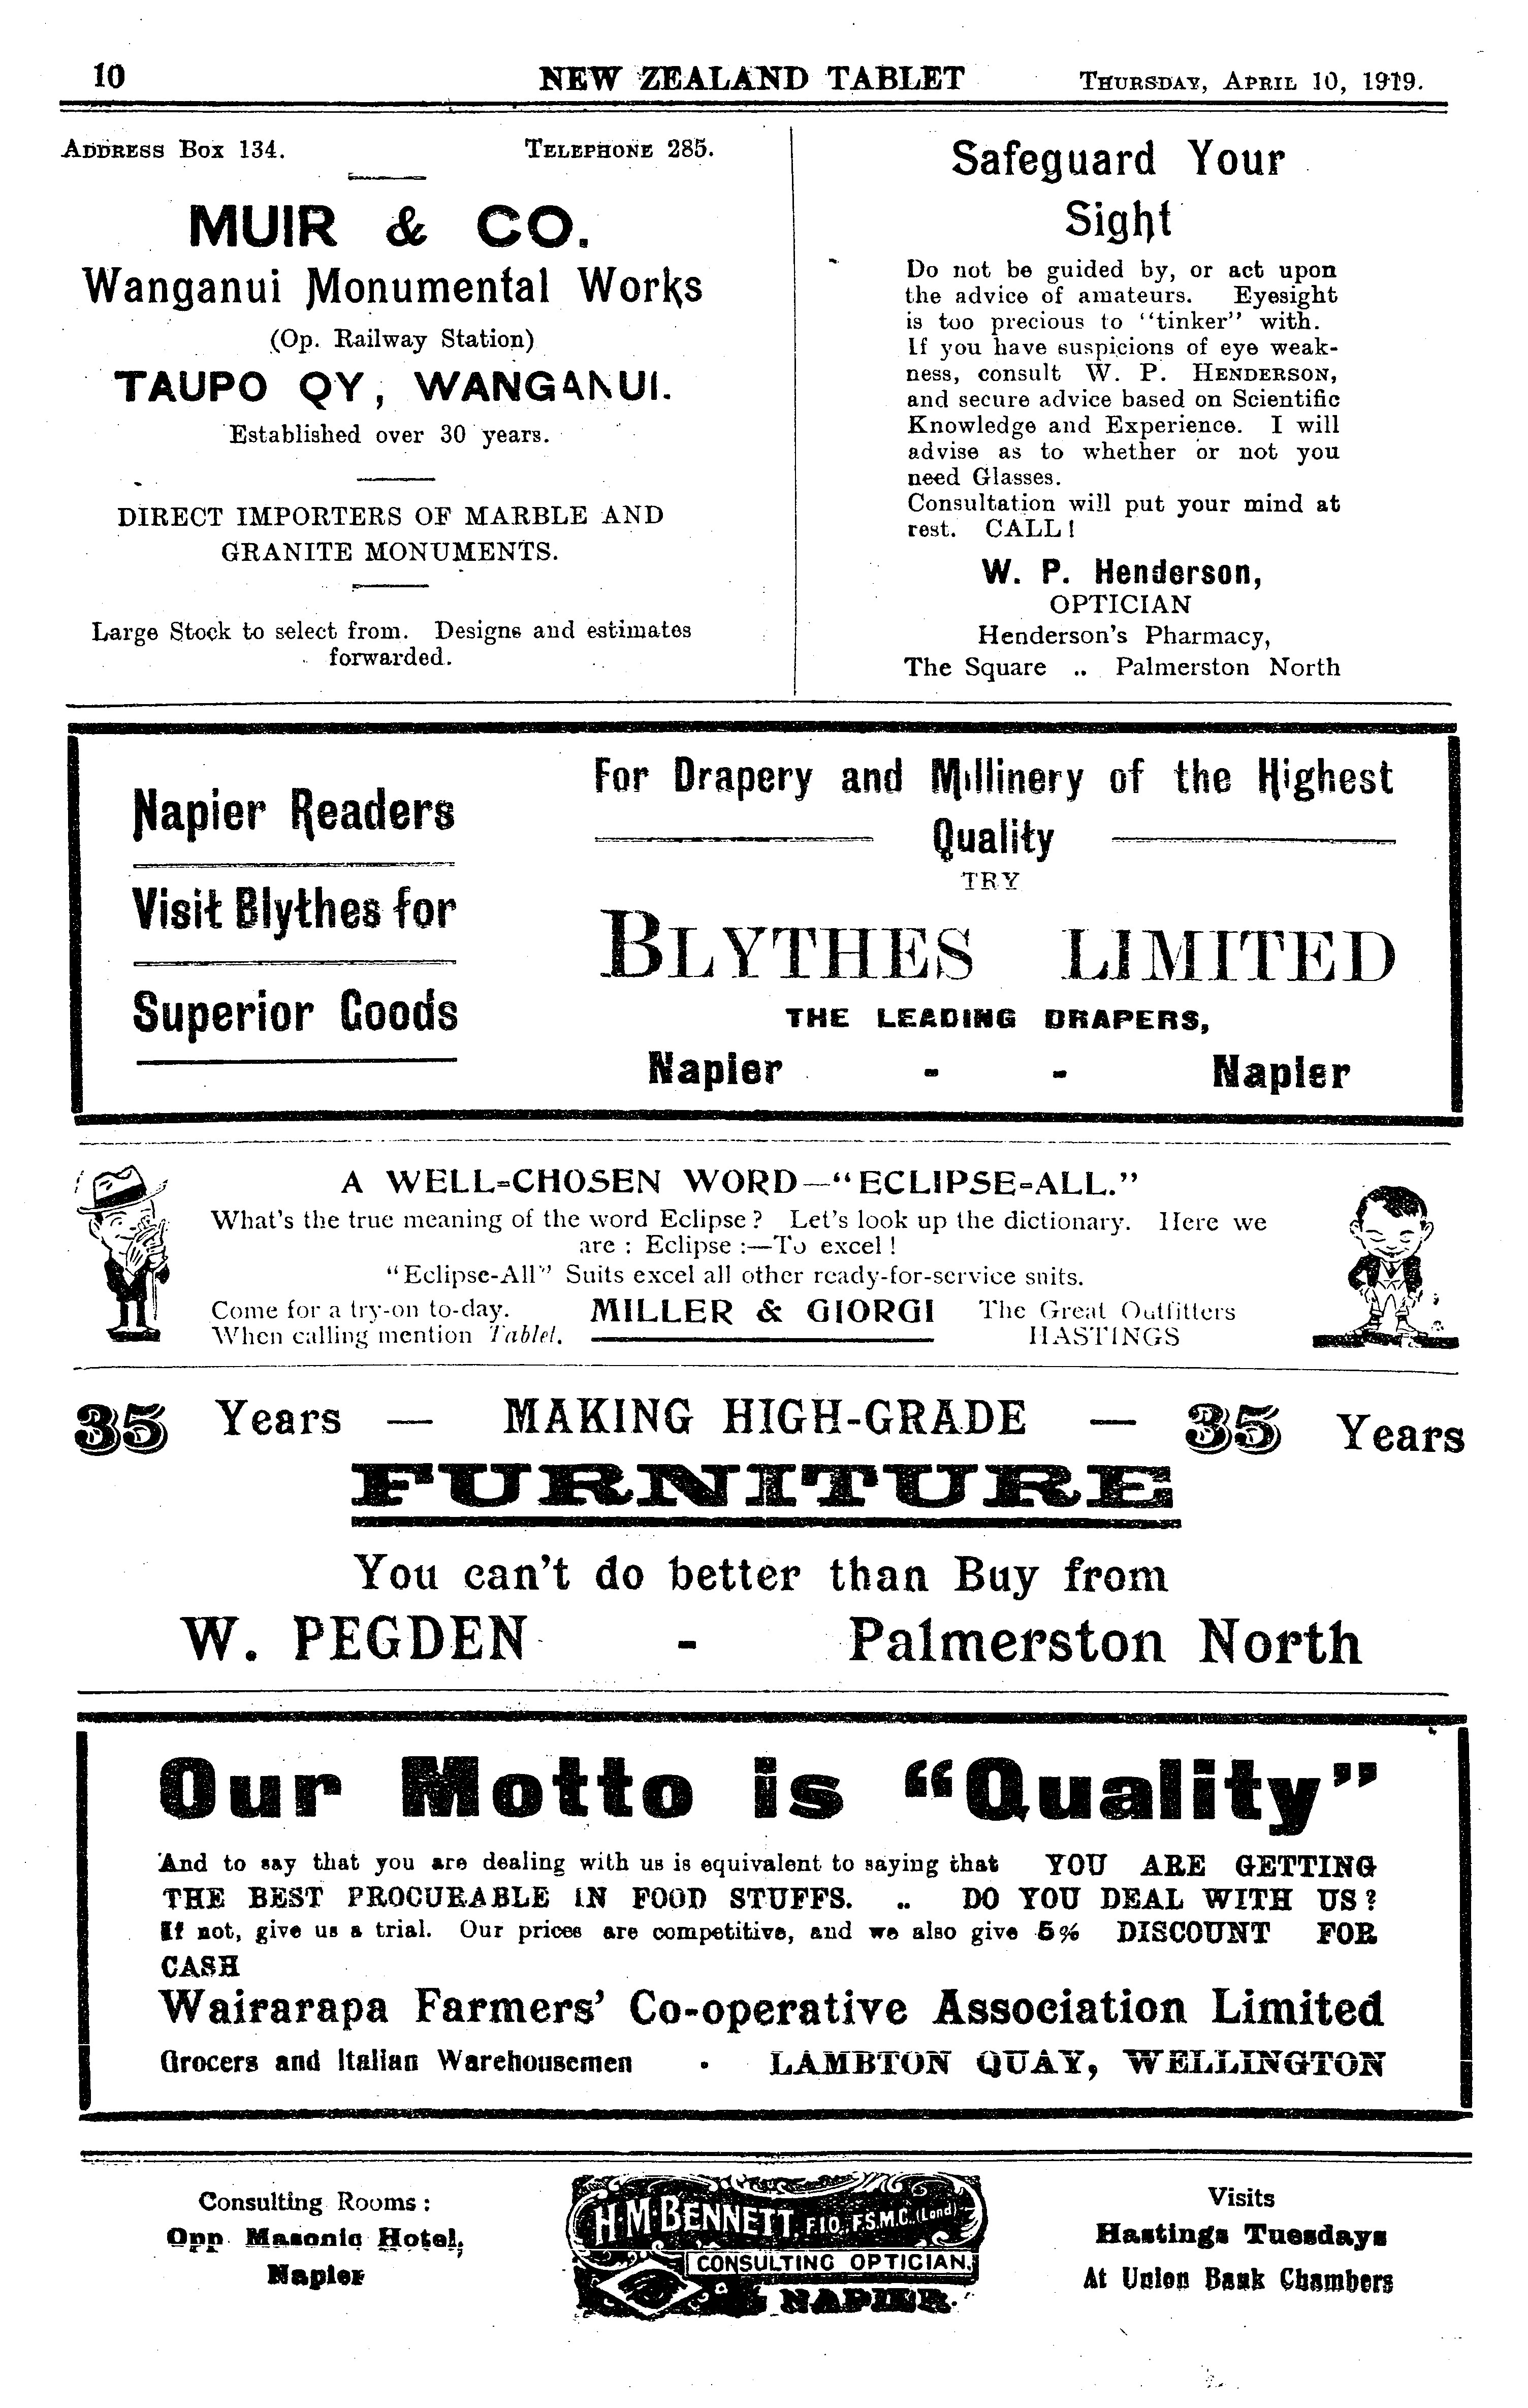 10
NEW ZEALAND TABLET
THURSDAY, APRIL 10, 1919.
ADDRESS BOX 134. TELEPHONE 285.
MUIR & CO.
Wanganui Monumental Works
(Op. Railway Station)
TAUPO QY, WANGANUI.
Established over 30 years.
DIRECT IMPORTERS OF MARBLE AND
GRANITE MONUMENTS.
Large Stock to select from. Designs and estimates
forwarded.
Safeguard Your
Sight
Do not be guided by, or act upon
the advice of amateurs. Eyesight
is too precious to "tinker" with.
If you have suspicions of eye weak-
ness, consult W. P. HENDERSON,
and secure advice based on Scientific
Knowledge and Experience. I will
advise as to whether or not you
need Glasses.
Consultation will put your mind at
rest. CALL!
W. P. Henderson,
OPTICIAN
Henderson's Pharmacy,
The Square .. Palmerston North
Napier Readers
Visit Blythes for
Superior Goods
For Drapery and Millinery of the Highest
Quality
TRY
BLYTHES LIMITED
THE LEADING DRAPERS,
Napier - - Napier
A WELL-CHOSEN WORD—"ECLIPSE-ALL."
What's the true meaning of the word Eclipse? Let's look up the dictionary. Here we
are: Eclipse:—To excel!
"Eclipse-All" Suits excel all other ready-for-service suits.
Come for a try-on to-day. MILLER & GIORGI The Great Outfitters
When calling mention Tablet. HASTINGS
35 Years — MAKING HIGH-GRADE — 35 Years
FURNITURE
You can't do better than Buy from
W. PEGDEN - Palmerston North
Our Motto is "Quality"
And to say that you are dealing with us is equivalent to saying that YOU ARE GETTING
THE BEST PROCURABLE IN FOOD STUFFS. .. DO YOU DEAL WITH US?
If not, give us a trial. Our prices are competitive, and we also give 5% DISCOUNT FOR
CASH
Wairarapa Farmers' Co-operative Association Limited
Grocers and Italian Warehousemen - LAMBTON QUAY, WELLINGTON
Consulting Rooms:
Opp. Masonic Hotel,
Napier
H. M. BENNETT, F.I.O., F.S.M.C. (Lond)
CONSULTING OPTICIAN,
NAPIER.
Visits
Hastings Tuesdays
At Union Bank Chambers